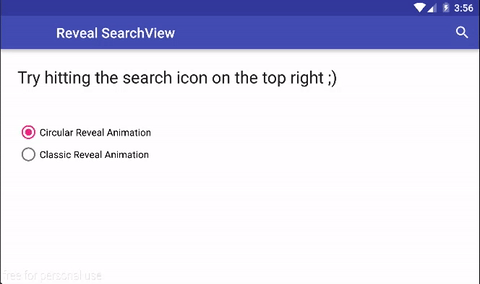 3:56
Reveal SearchView
Try hitting the search icon on the top right ;)
Circular Reveal Animation
Classic Reveal Animation
free for personal use